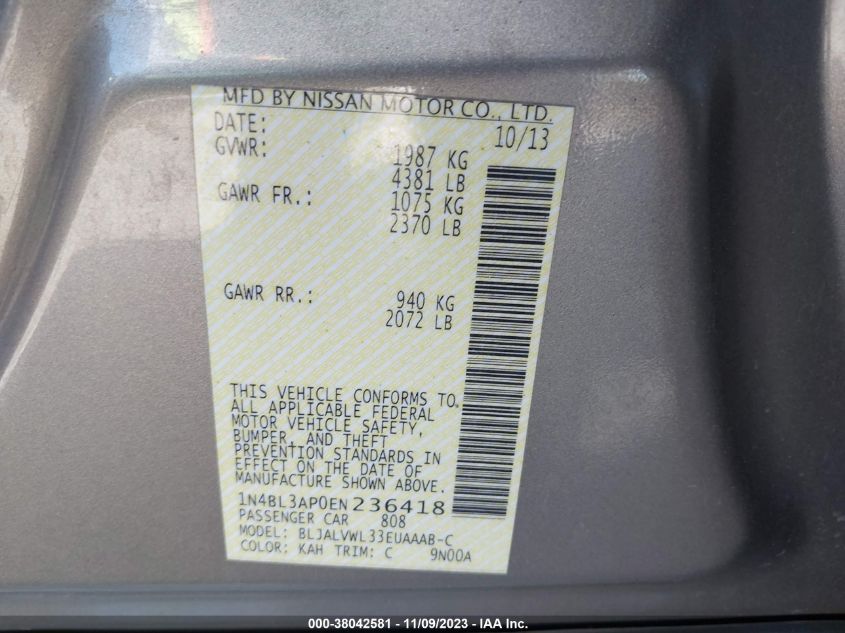 MFD BY NISSAN MOTOR CO., LTD.
DATE: 10/13
GVWR: 1987 KG
4381 LB
GAWR FR.: 1075 KG
2370 LB
GAWR RR.: 940 KG
2072 LB
THIS VEHICLE CONFORMS TO
ALL APPLICABLE FEDERAL
MOTOR VEHICLE SAFETY,
BUMPER, AND THEFT
PREVENTION STANDARDS IN
EFFECT ON THE DATE OF
MANUFACTURE SHOWN ABOVE.
1N4BL3AP0EN236418
PASSENGER CAR 808
MODEL: BLJALVWL33EUAAAB-C
COLOR: KAH TRIM: C 9N00A
000-38042581 - 11/09/2023 - IAA Inc.